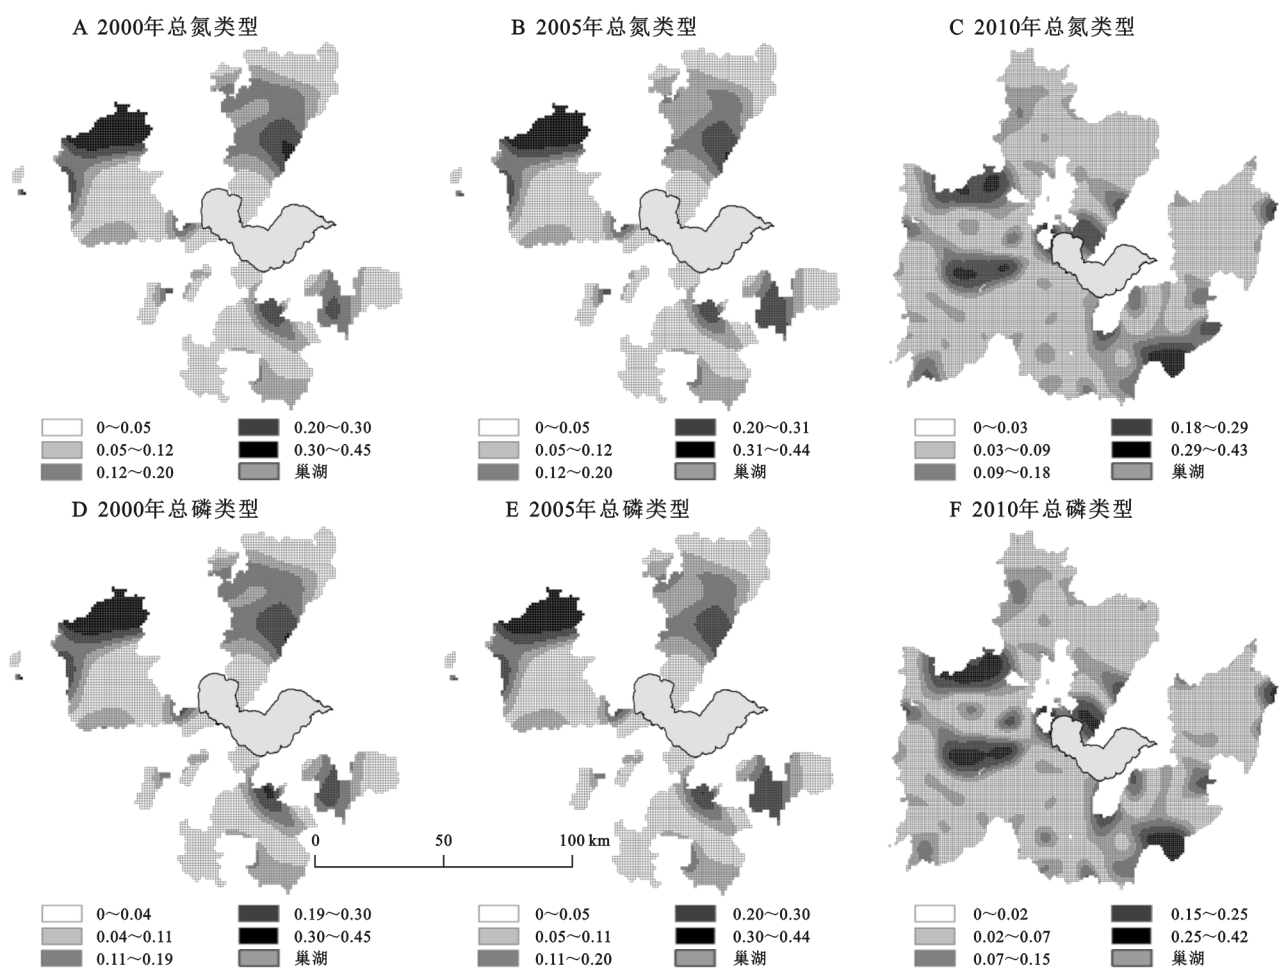 A 2000年总氮类型
B 2005年总氮类型
C 2010年总氮类型
0～0.05
0.05～0.12
0.12～0.20
0.20～0.30
0.30～0.45
巢湖
0～0.05
0.05～0.12
0.12～0.20
0.20～0.31
0.31～0.44
巢湖
0～0.03
0.03～0.09
0.09～0.18
0.18～0.29
0.29～0.43
巢湖
D 2000年总磷类型
E 2005年总磷类型
F 2010年总磷类型
0 50 100 km
0～0.04
0.04～0.11
0.11～0.19
0.19～0.30
0.30～0.45
巢湖
0～0.05
0.05～0.11
0.11～0.20
0.20～0.30
0.30～0.44
巢湖
0～0.02
0.02～0.07
0.07～0.15
0.15～0.25
0.25～0.42
巢湖